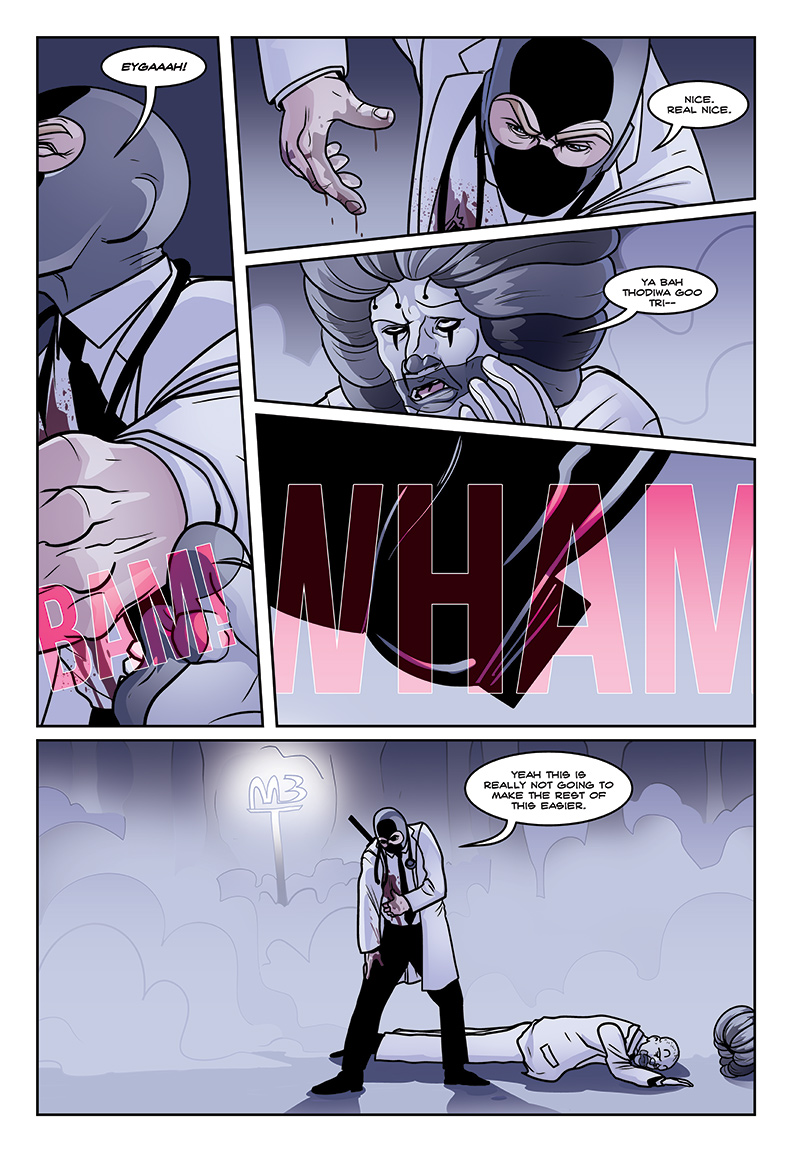 EYGAAAH!
BAM!
NICE.
REAL NICE.
YA BAH
THODIWA GOO
TRI--
WHAM
M3
YEAH THIS IS
REALLY NOT GOING TO
MAKE THE REST OF
THIS EASIER.